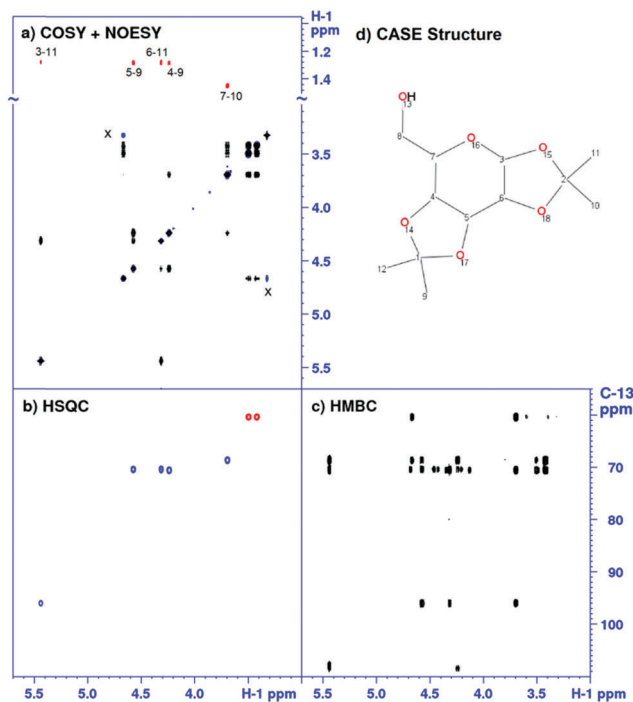 a) COSY + NOESY
H-1
ppm
d) CASE Structure
3-11
6-11
5-9
4-9
7-10
1.2
1.4
~
~
X
3.5
4.0
4.5
X
5.0
5.5
OH
13
8
O
16
7
3
O
15
11
4
6
2
5
O
18
10
O
14
1
O
17
12
9
b) HSQC
c) HMBC
C-13
ppm
70
80
90
100
5.5 5.0 4.5 4.0 H-1 ppm
5.5 5.0 4.5 4.0 3.5 H-1 ppm